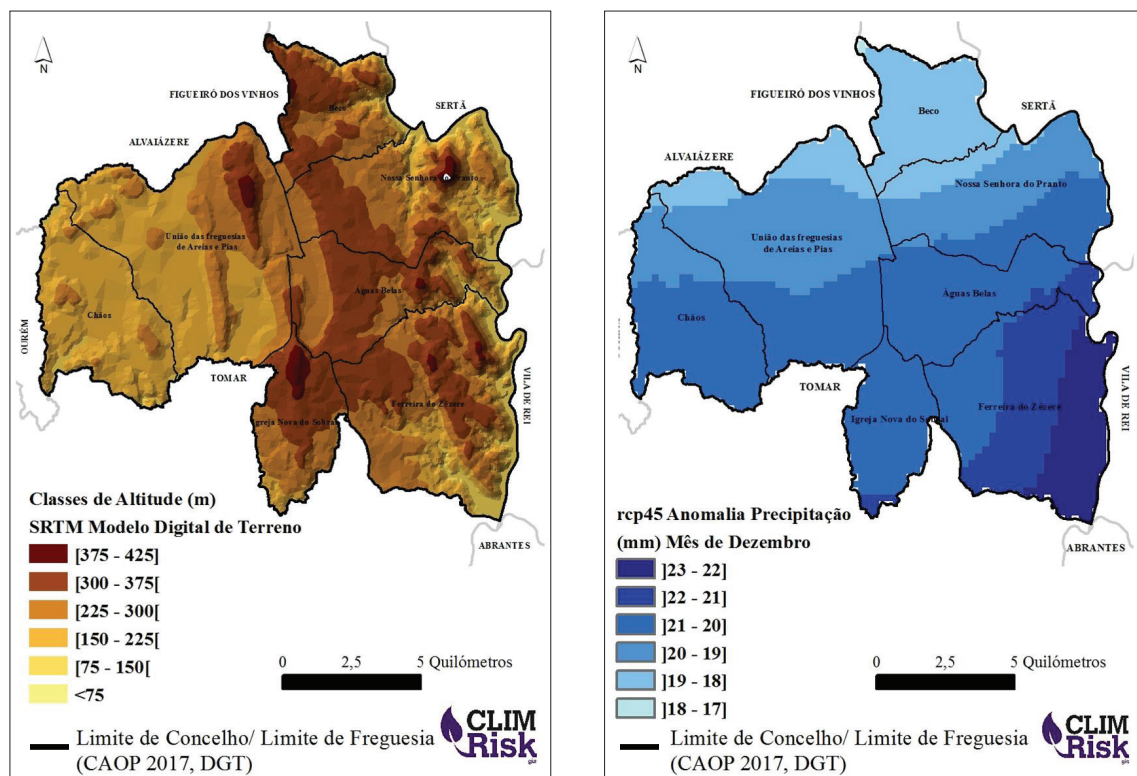 N
FIGUEIRÓ DOS VINHOS
SERTÃ
Beco
ALVAIÁZERE
Nossa Senhora do Pranto
União das freguesias
de Areias e Pias
Águas Belas
Chãos
OURÉM
TOMAR
VILA DE REI
Ferreira do Zêzere
Igreja Nova do Sobral
ABRANTES
Classes de Altitude (m)
SRTM Modelo Digital de Terreno
[375 - 425]
[300 - 375[
[225 - 300[
[150 - 225[
[75 - 150[
<75
0 2,5 5 Quilómetros
Limite de Concelho/ Limite de Freguesia
(CAOP 2017, DGT)
CLIM
Risk
N
FIGUEIRÓ DOS VINHOS
SERTÃ
Beco
ALVAIÁZERE
Nossa Senhora do Pranto
União das freguesias
de Areias e Pias
Águas Belas
Chãos
TOMAR
VILA DE REI
Ferreira do Zêzere
Igreja Nova do Sobral
ABRANTES
rcp45 Anomalia Precipitação
(mm) Mês de Dezembro
]23 - 22]
]22 - 21]
]21 - 20]
]20 - 19]
]19 - 18]
]18 - 17]
0 2,5 5 Quilómetros
Limite de Concelho/ Limite de Freguesia
(CAOP 2017, DGT)
CLIM
Risk